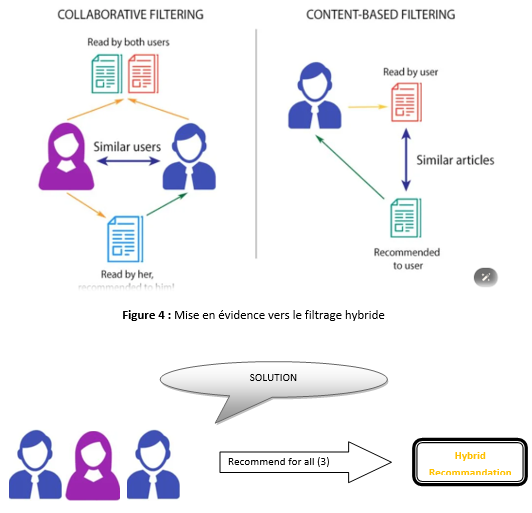 COLLABORATIVE FILTERING
Read by both users
Similar users
Read by her,
recommended to him!
CONTENT-BASED FILTERING
Read by user
Similar articles
Recommended
to user
Figure 4 : Mise en évidence vers le filtrage hybride
SOLUTION
Recommend for all (3)
Hybrid
Recommandation